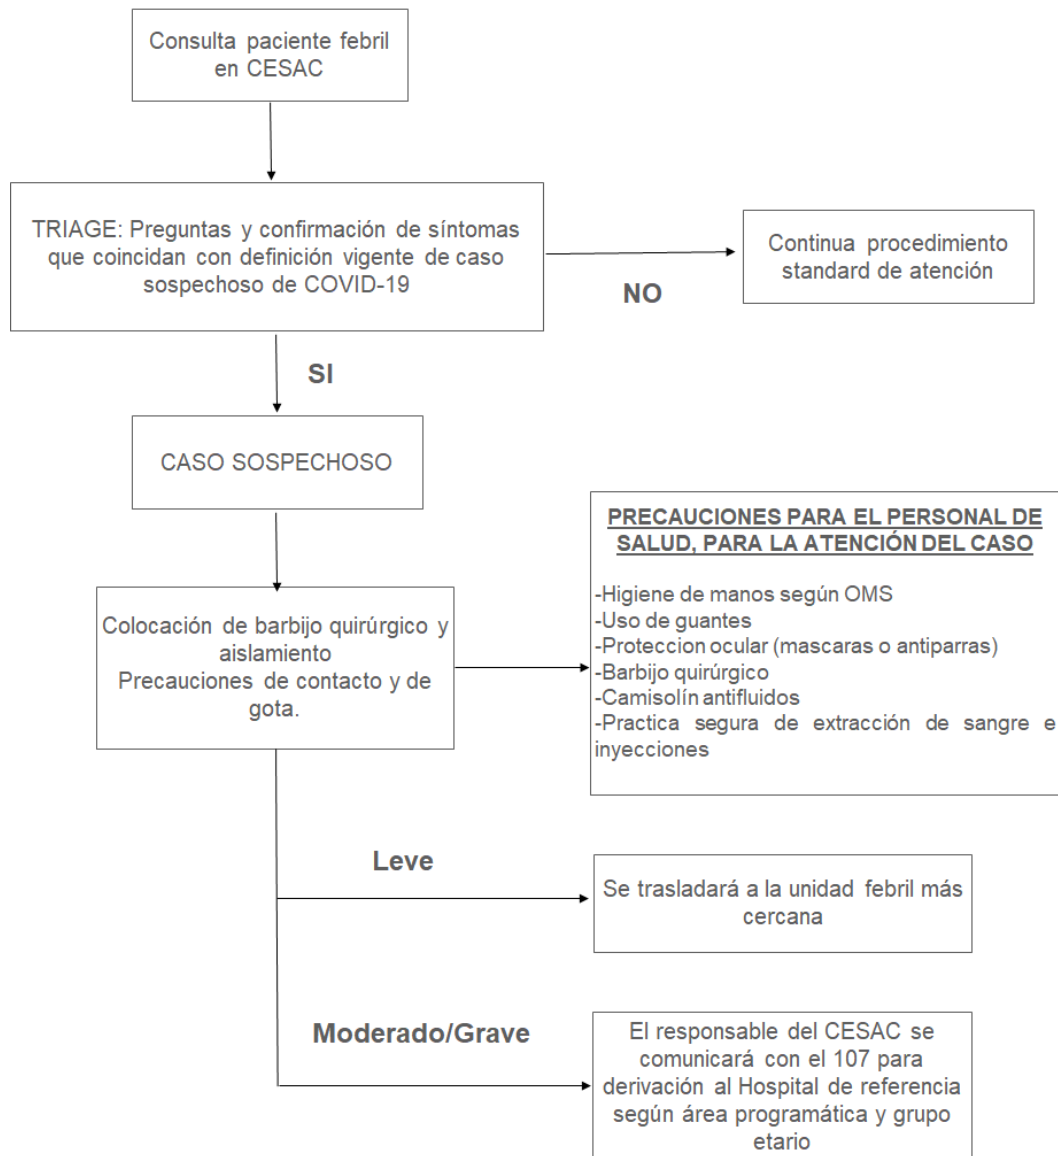 Consulta paciente febril
en CESAC
TRIAGE: Preguntas y confirmación de síntomas
que coincidan con definición vigente de caso
sospechoso de COVID-19
Continua procedimiento
standard de atención
NO
SI
CASO SOSPECHOSO
PRECAUCIONES PARA EL PERSONAL DE
SALUD, PARA LA ATENCIÓN DEL CASO
-Higiene de manos según OMS
-Uso de guantes
-Proteccion ocular (mascaras o antiparras)
-Barbijo quirúrgico
-Camisolín antifluidos
-Practica segura de extracción de sangre e
inyecciones
Colocación de barbijo quirúrgico y
aislamiento
Precauciones de contacto y de
gota.
Leve
Se trasladará a la unidad febril más
cercana
Moderado/Grave
El responsable del CESAC se
comunicará con el 107 para
derivación al Hospital de referencia
según área programática y grupo
etario